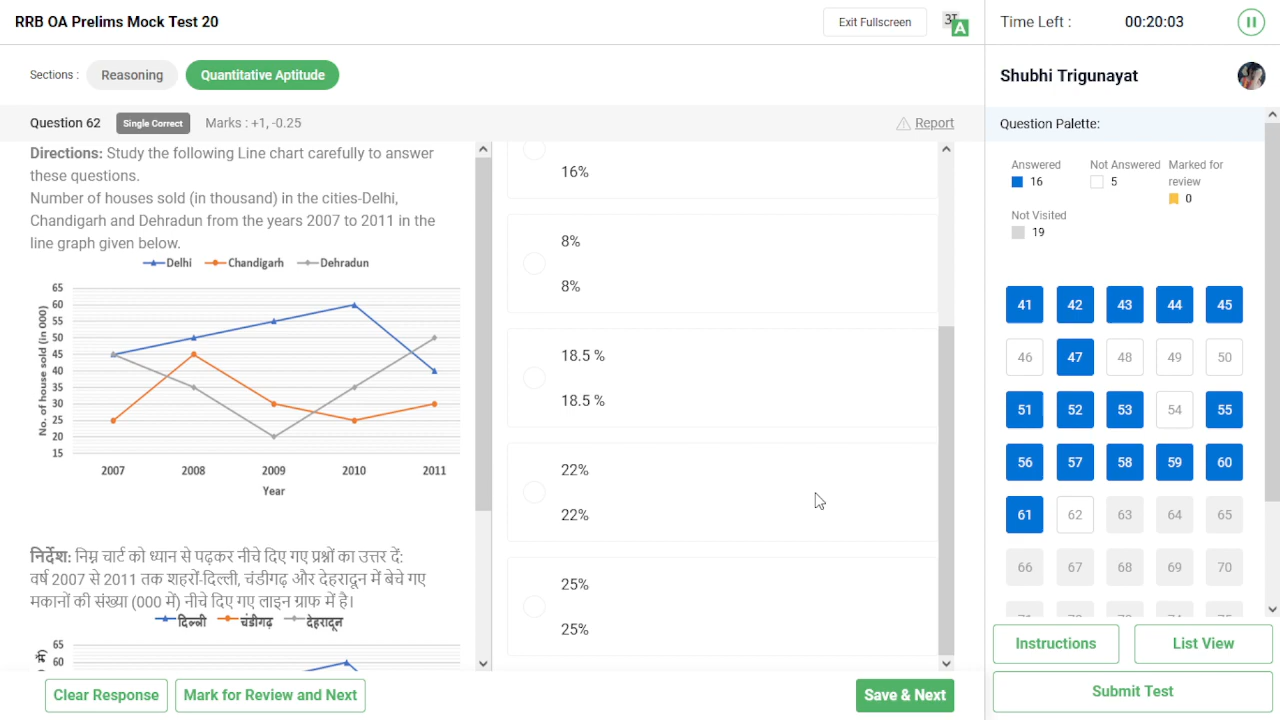 RRB OA Prelims Mock Test 20
Exit Fullscreen
A
Time Left :
00:20:03
Sections :
Reasoning
Quantitative Aptitude
Shubhi Trigunayat
Question 62
Single Correct
Marks : +1, -0.25
Report
Question Palette:
Directions: Study the following Line chart carefully to answer
these questions.
Number of houses sold (in thousand) in the cities-Delhi,
Chandigarh and Dehradun from the years 2007 to 2011 in the
line graph given below.
Delhi Chandigarh Dehradun
65
60
55
50
45
40
35
30
25
20
15
No. of house sold (in 000)
2007 2008 2009 2010 2011
Year
निर्देश: निम्न चार्ट को ध्यान से पढ़कर नीचे दिए गए प्रश्नों का उत्तर दें:
वर्ष 2007 से 2011 तक शहरों-दिल्ली, चंडीगढ़ और देहरादून में बेचे गए
मकानों की संख्या (000 में) नीचे दिए गए लाइन ग्राफ में है।
दिल्ली चंडीगढ़ देहरादून
65
60
16%
8%
8%
18.5 %
18.5 %
22%
22%
25%
25%
Answered
16
Not Answered
5
Marked for
review
0
Not Visited
19
41 42 43 44 45
46 47 48 49 50
51 52 53 54 55
56 57 58 59 60
61 62 63 64 65
66 67 68 69 70
Instructions
List View
Submit Test
Clear Response
Mark for Review and Next
Save & Next